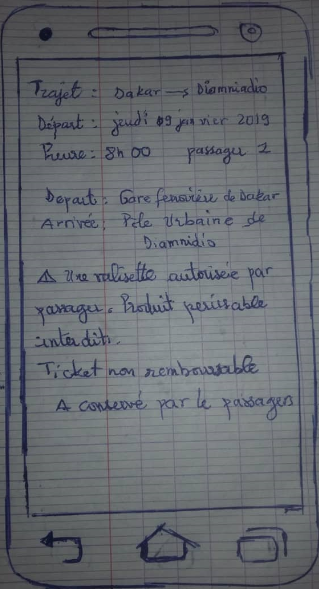 Trajet : Dakar → Diamniadio
Départ : jeudi 09 janvier 2019
Heure : 8h 00 passager 1
Départ : Gare ferrovière de Dakar
Arrivée : Pôle Urbaine de
Diamnidio
⚠ Une valisette autorisée par
passager. Produit périssable
interdit.
Ticket non remboursable
A conservé par le passager